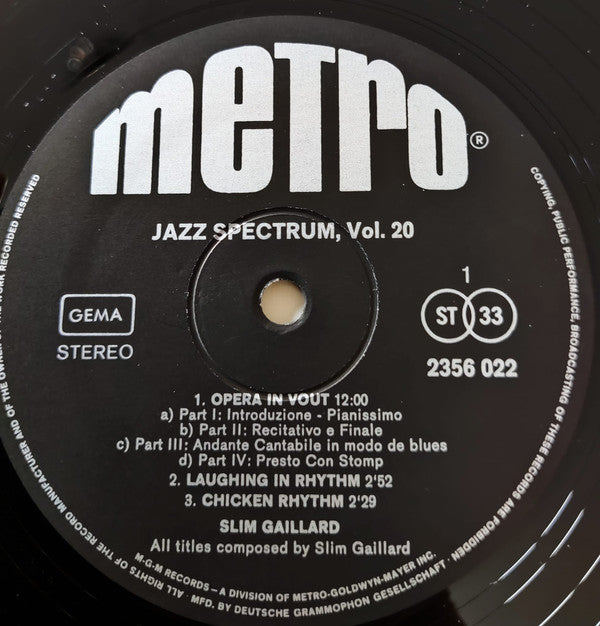 metro®
JAZZ SPECTRUM, Vol. 20
1
GEMA
ST 33
STEREO
2356 022
1. OPERA IN VOUT 12:00
a) Part I: Introduzione - Pianissimo
b) Part II: Recitativo e Finale
c) Part III: Andante Cantabile in modo de blues
d) Part IV: Presto Con Stomp
2. LAUGHING IN RHYTHM 2'52
3. CHICKEN RHYTHM 2'29
SLIM GAILLARD
All titles composed by Slim Gaillard
M-G-M RECORDS – A DIVISION OF METRO-GOLDWYN-MAYER INC.
ALL RIGHTS OF THE RECORD MANUFACTURER AND OF THE OWNER OF THE WORK RECORDED RESERVED
COPYING, PUBLIC PERFORMANCE, BROADCASTING OF THESE RECORDS ARE FORBIDDEN
· MFD. BY DEUTSCHE GRAMMOPHON GESELLSCHAFT ·